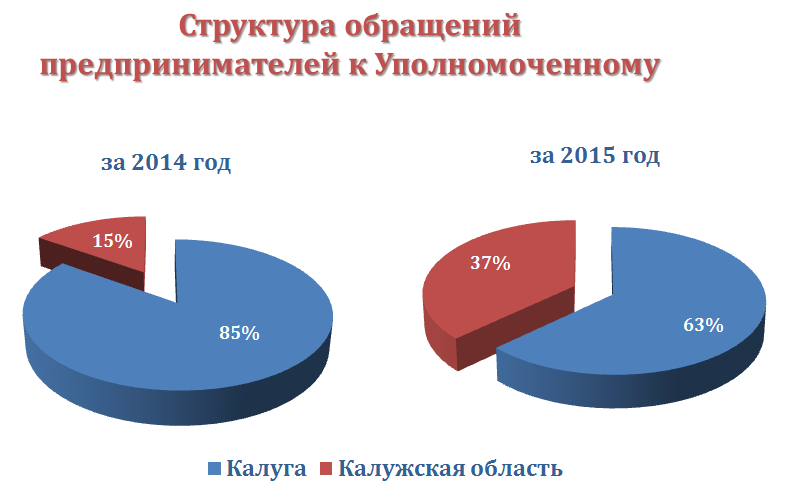 Структура обращений
предпринимателей к Уполномоченному
за 2014 год
за 2015 год
15%
85%
37%
63%
Калуга
Калужская область